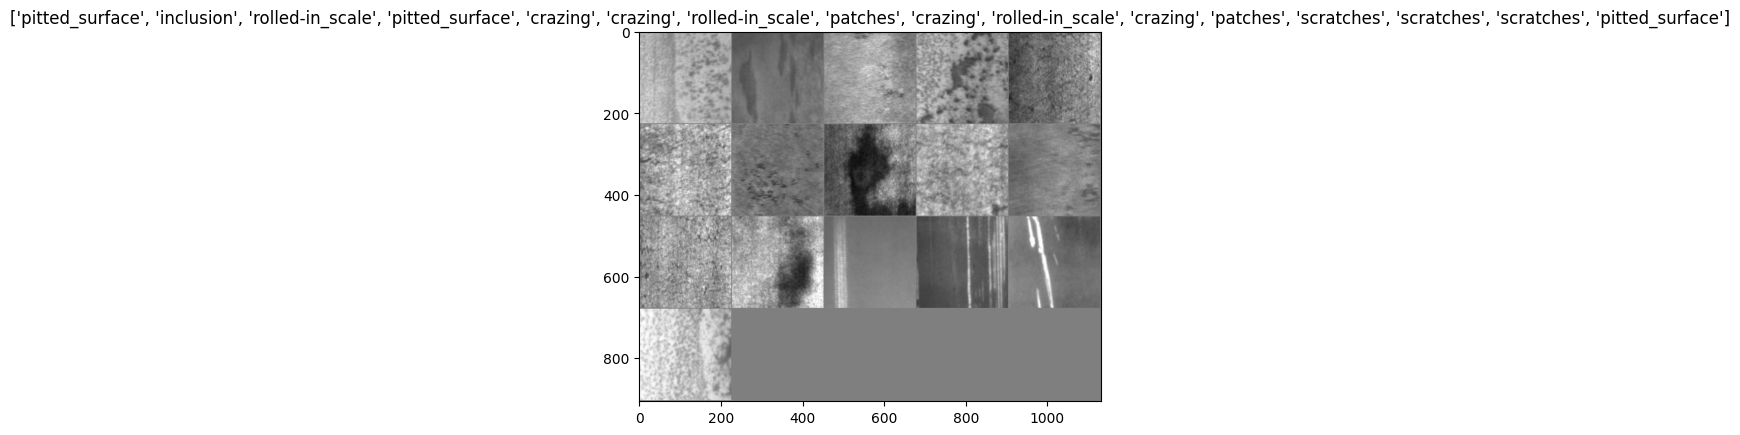 ['pitted_surface', 'inclusion', 'rolled-in_scale', 'pitted_surface', 'crazing', 'crazing', 'rolled-in_scale', 'patches', 'crazing', 'rolled-in_scale', 'crazing', 'patches', 'scratches', 'scratches', 'scratches', 'pitted_surface']
0
200
400
600
800
0 200 400 600 800 1000